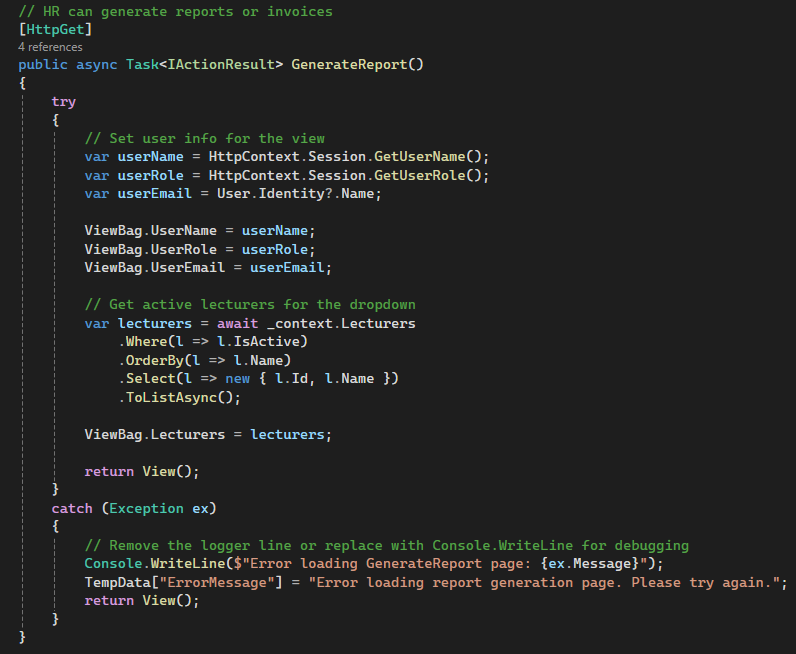 // HR can generate reports or invoices
[HttpGet]
4 references
public async Task<IActionResult> GenerateReport()
{
    try
    {
        // Set user info for the view
        var userName = HttpContext.Session.GetUserName();
        var userRole = HttpContext.Session.GetUserRole();
        var userEmail = User.Identity?.Name;

        ViewBag.UserName = userName;
        ViewBag.UserRole = userRole;
        ViewBag.UserEmail = userEmail;

        // Get active lecturers for the dropdown
        var lecturers = await _context.Lecturers
            .Where(l => l.IsActive)
            .OrderBy(l => l.Name)
            .Select(l => new { l.Id, l.Name })
            .ToListAsync();

        ViewBag.Lecturers = lecturers;

        return View();
    }
    catch (Exception ex)
    {
        // Remove the logger line or replace with Console.WriteLine for debugging
        Console.WriteLine($"Error loading GenerateReport page: {ex.Message}");
        TempData["ErrorMessage"] = "Error loading report generation page. Please try again.";
        return View();
    }
}